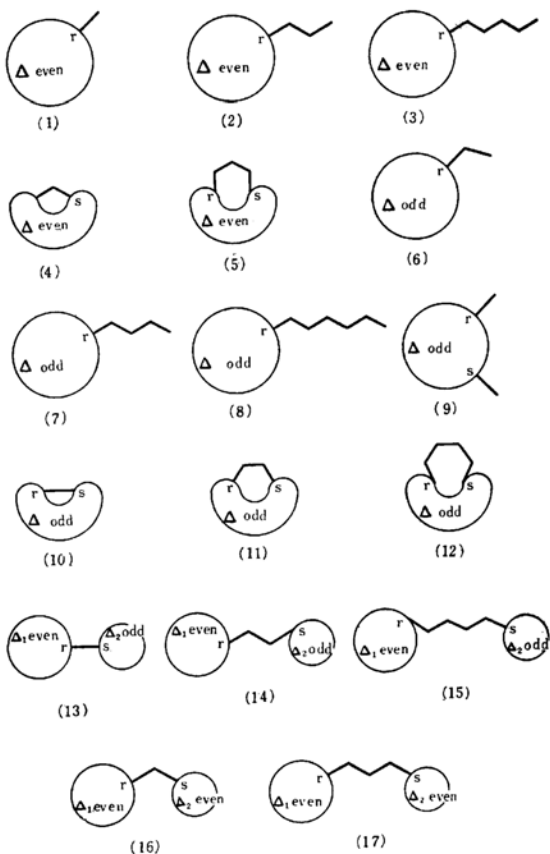 r r r
Δ even Δ even Δ even
(1) (2) (3)
s r s r
Δ even Δ even Δ odd
(4) (5) (6)
r r r
Δ odd Δ odd Δ odd
s
(7) (8) (9)
r s r s r s
Δ odd Δ odd Δ odd
(10) (11) (12)
Δ₁ even r s Δ₂ odd Δ₁ even r s Δ₂ odd r Δ₁ even s Δ₂ odd
(13) (14) (15)
r s r s
Δ₁ even Δ₂ even Δ₁ even Δ₂ even
(16) (17)